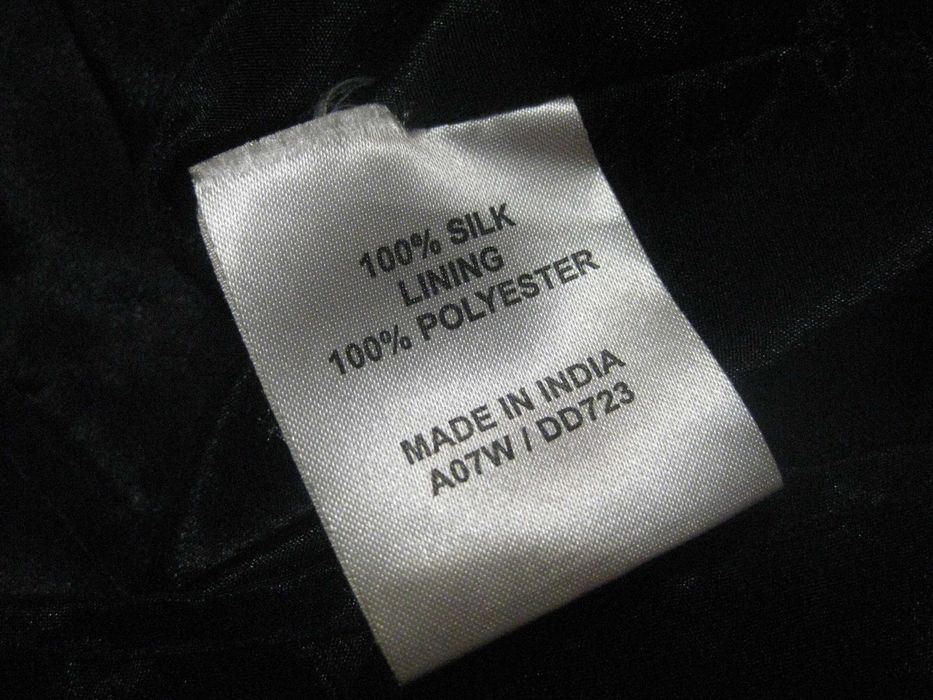 100% SILK
LINING
100% POLYESTER
MADE IN INDIA
A07W / DD723